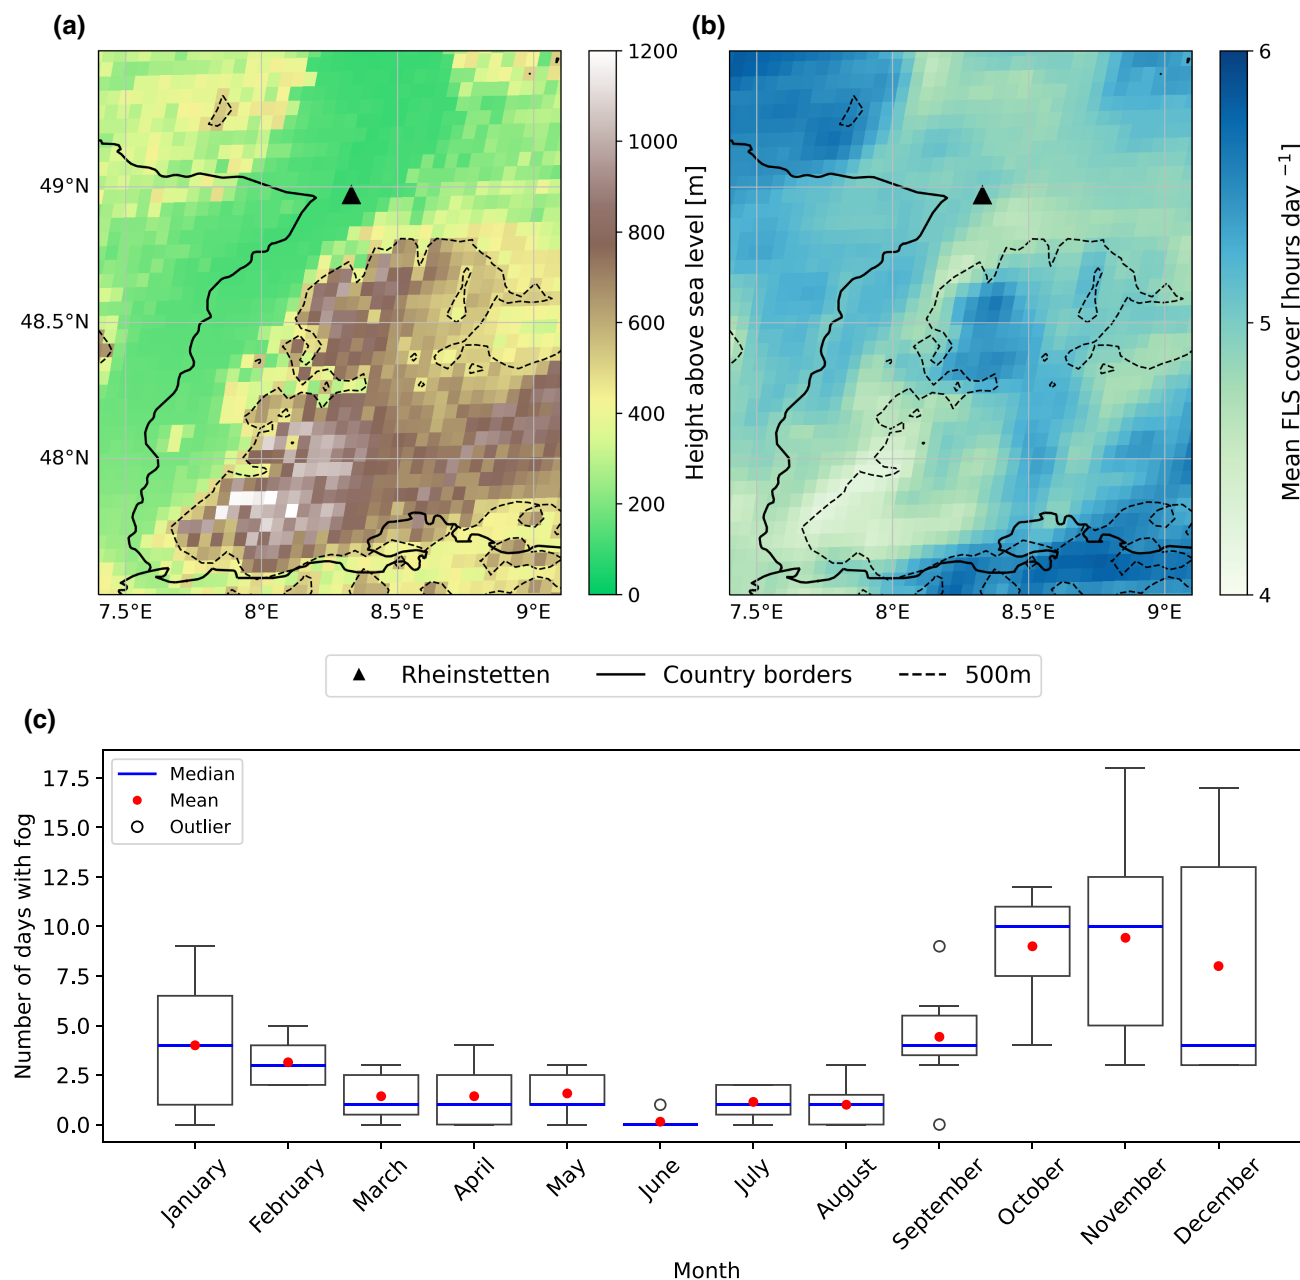 (a)
(b)
49°N
48.5°N
48°N
7.5°E
8°E
8.5°E
9°E
1200
1000
800
600
400
200
0
Height above sea level [m]
7.5°E
8°E
8.5°E
9°E
6
5
4
Mean FLS cover [hours day ⁻¹]
Rheinstetten
Country borders
500m
(c)
Median
Mean
Outlier
17.5
15.0
12.5
10.0
7.5
5.0
2.5
0.0
Number of days with fog
January
February
March
April
May
June
July
August
September
October
November
December
Month